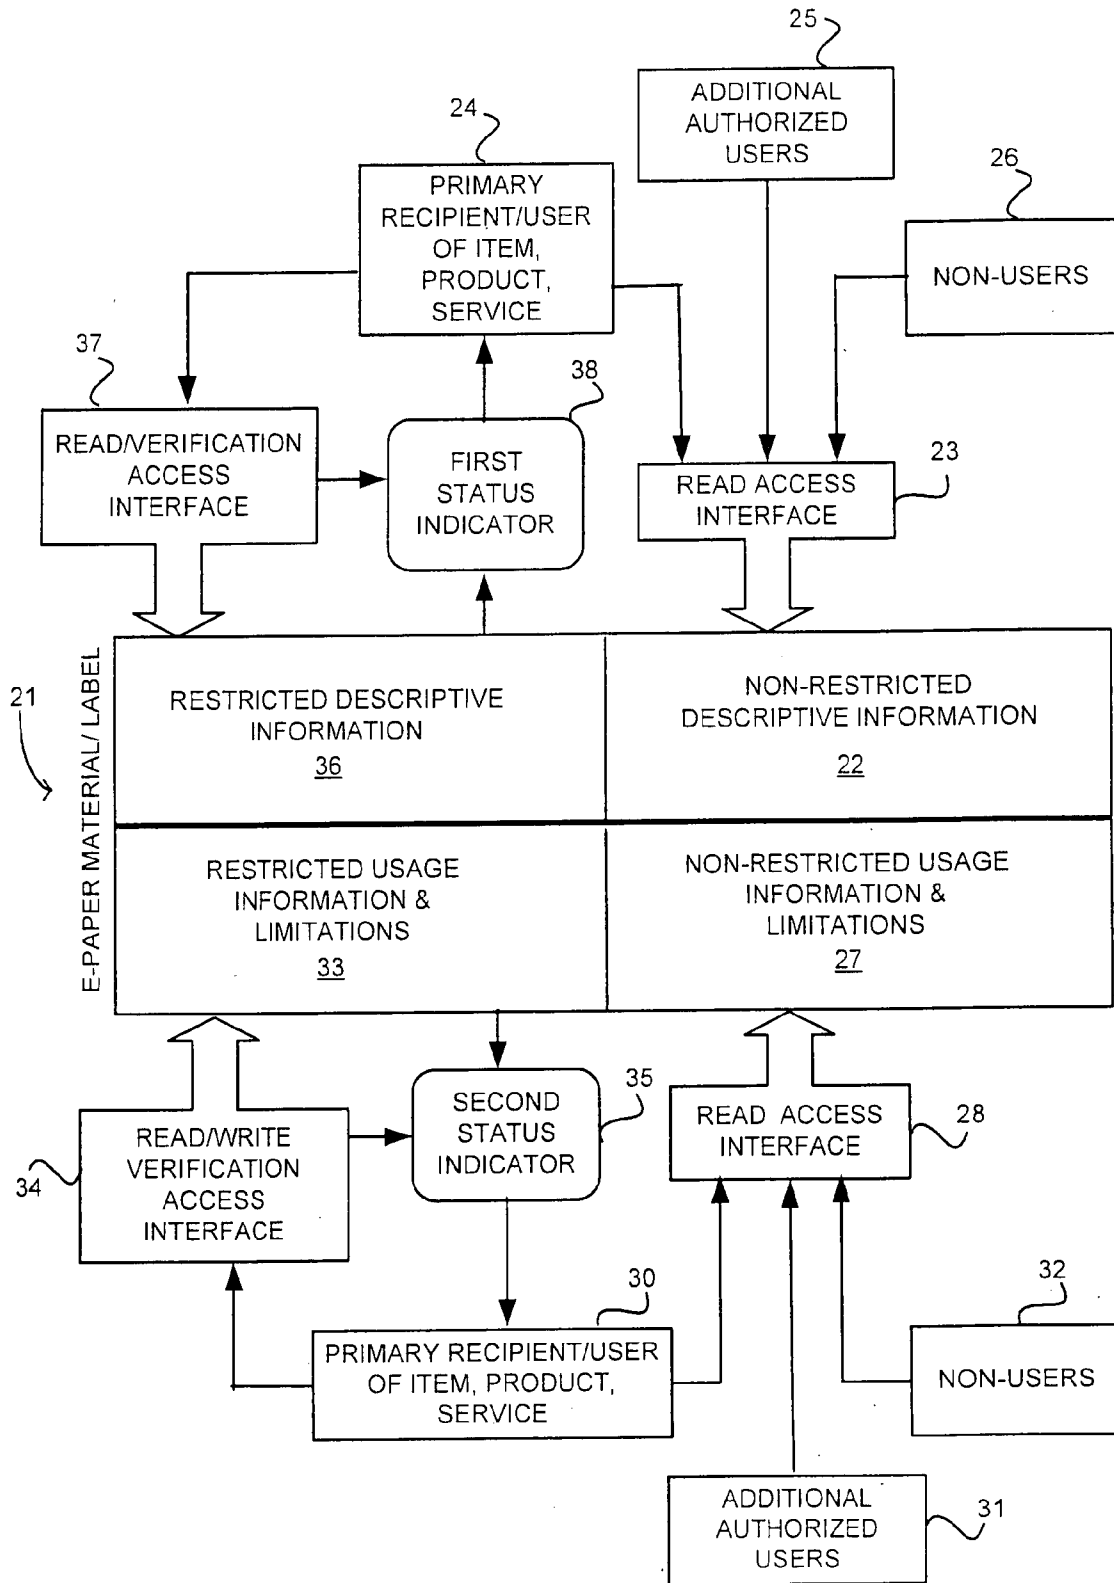 25
ADDITIONAL
AUTHORIZED
USERS
24
PRIMARY
RECIPIENT/USER
OF ITEM,
PRODUCT,
SERVICE
26
NON-USERS
37
READ/VERIFICATION
ACCESS
INTERFACE
38
FIRST
STATUS
INDICATOR
23
READ ACCESS
INTERFACE
21
E-PAPER MATERIAL/ LABEL
RESTRICTED DESCRIPTIVE
INFORMATION
36
NON-RESTRICTED
DESCRIPTIVE INFORMATION
22
RESTRICTED USAGE
INFORMATION &
LIMITATIONS
33
NON-RESTRICTED USAGE
INFORMATION &
LIMITATIONS
27
34
READ/WRITE
VERIFICATION
ACCESS
INTERFACE
35
SECOND
STATUS
INDICATOR
READ ACCESS
INTERFACE
28
30
PRIMARY RECIPIENT/USER
OF ITEM, PRODUCT,
SERVICE
32
NON-USERS
ADDITIONAL
AUTHORIZED
USERS
31